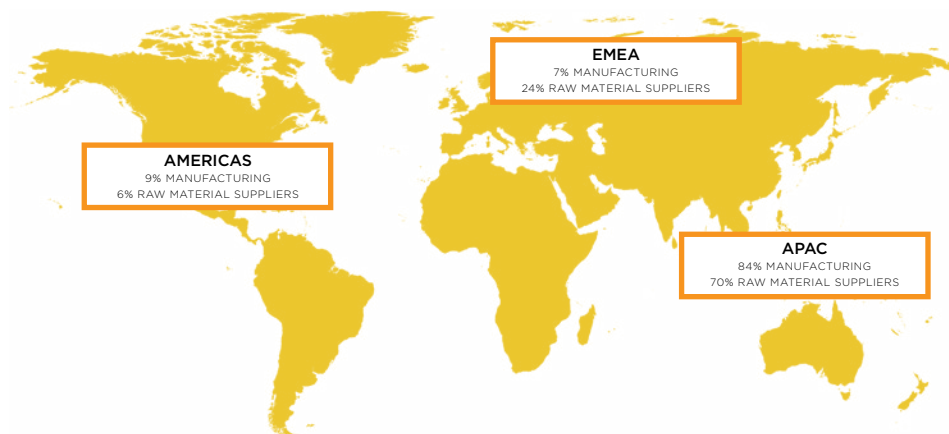 EMEA
7% MANUFACTURING
24% RAW MATERIAL SUPPLIERS
AMERICAS
9% MANUFACTURING
6% RAW MATERIAL SUPPLIERS
APAC
84% MANUFACTURING
70% RAW MATERIAL SUPPLIERS